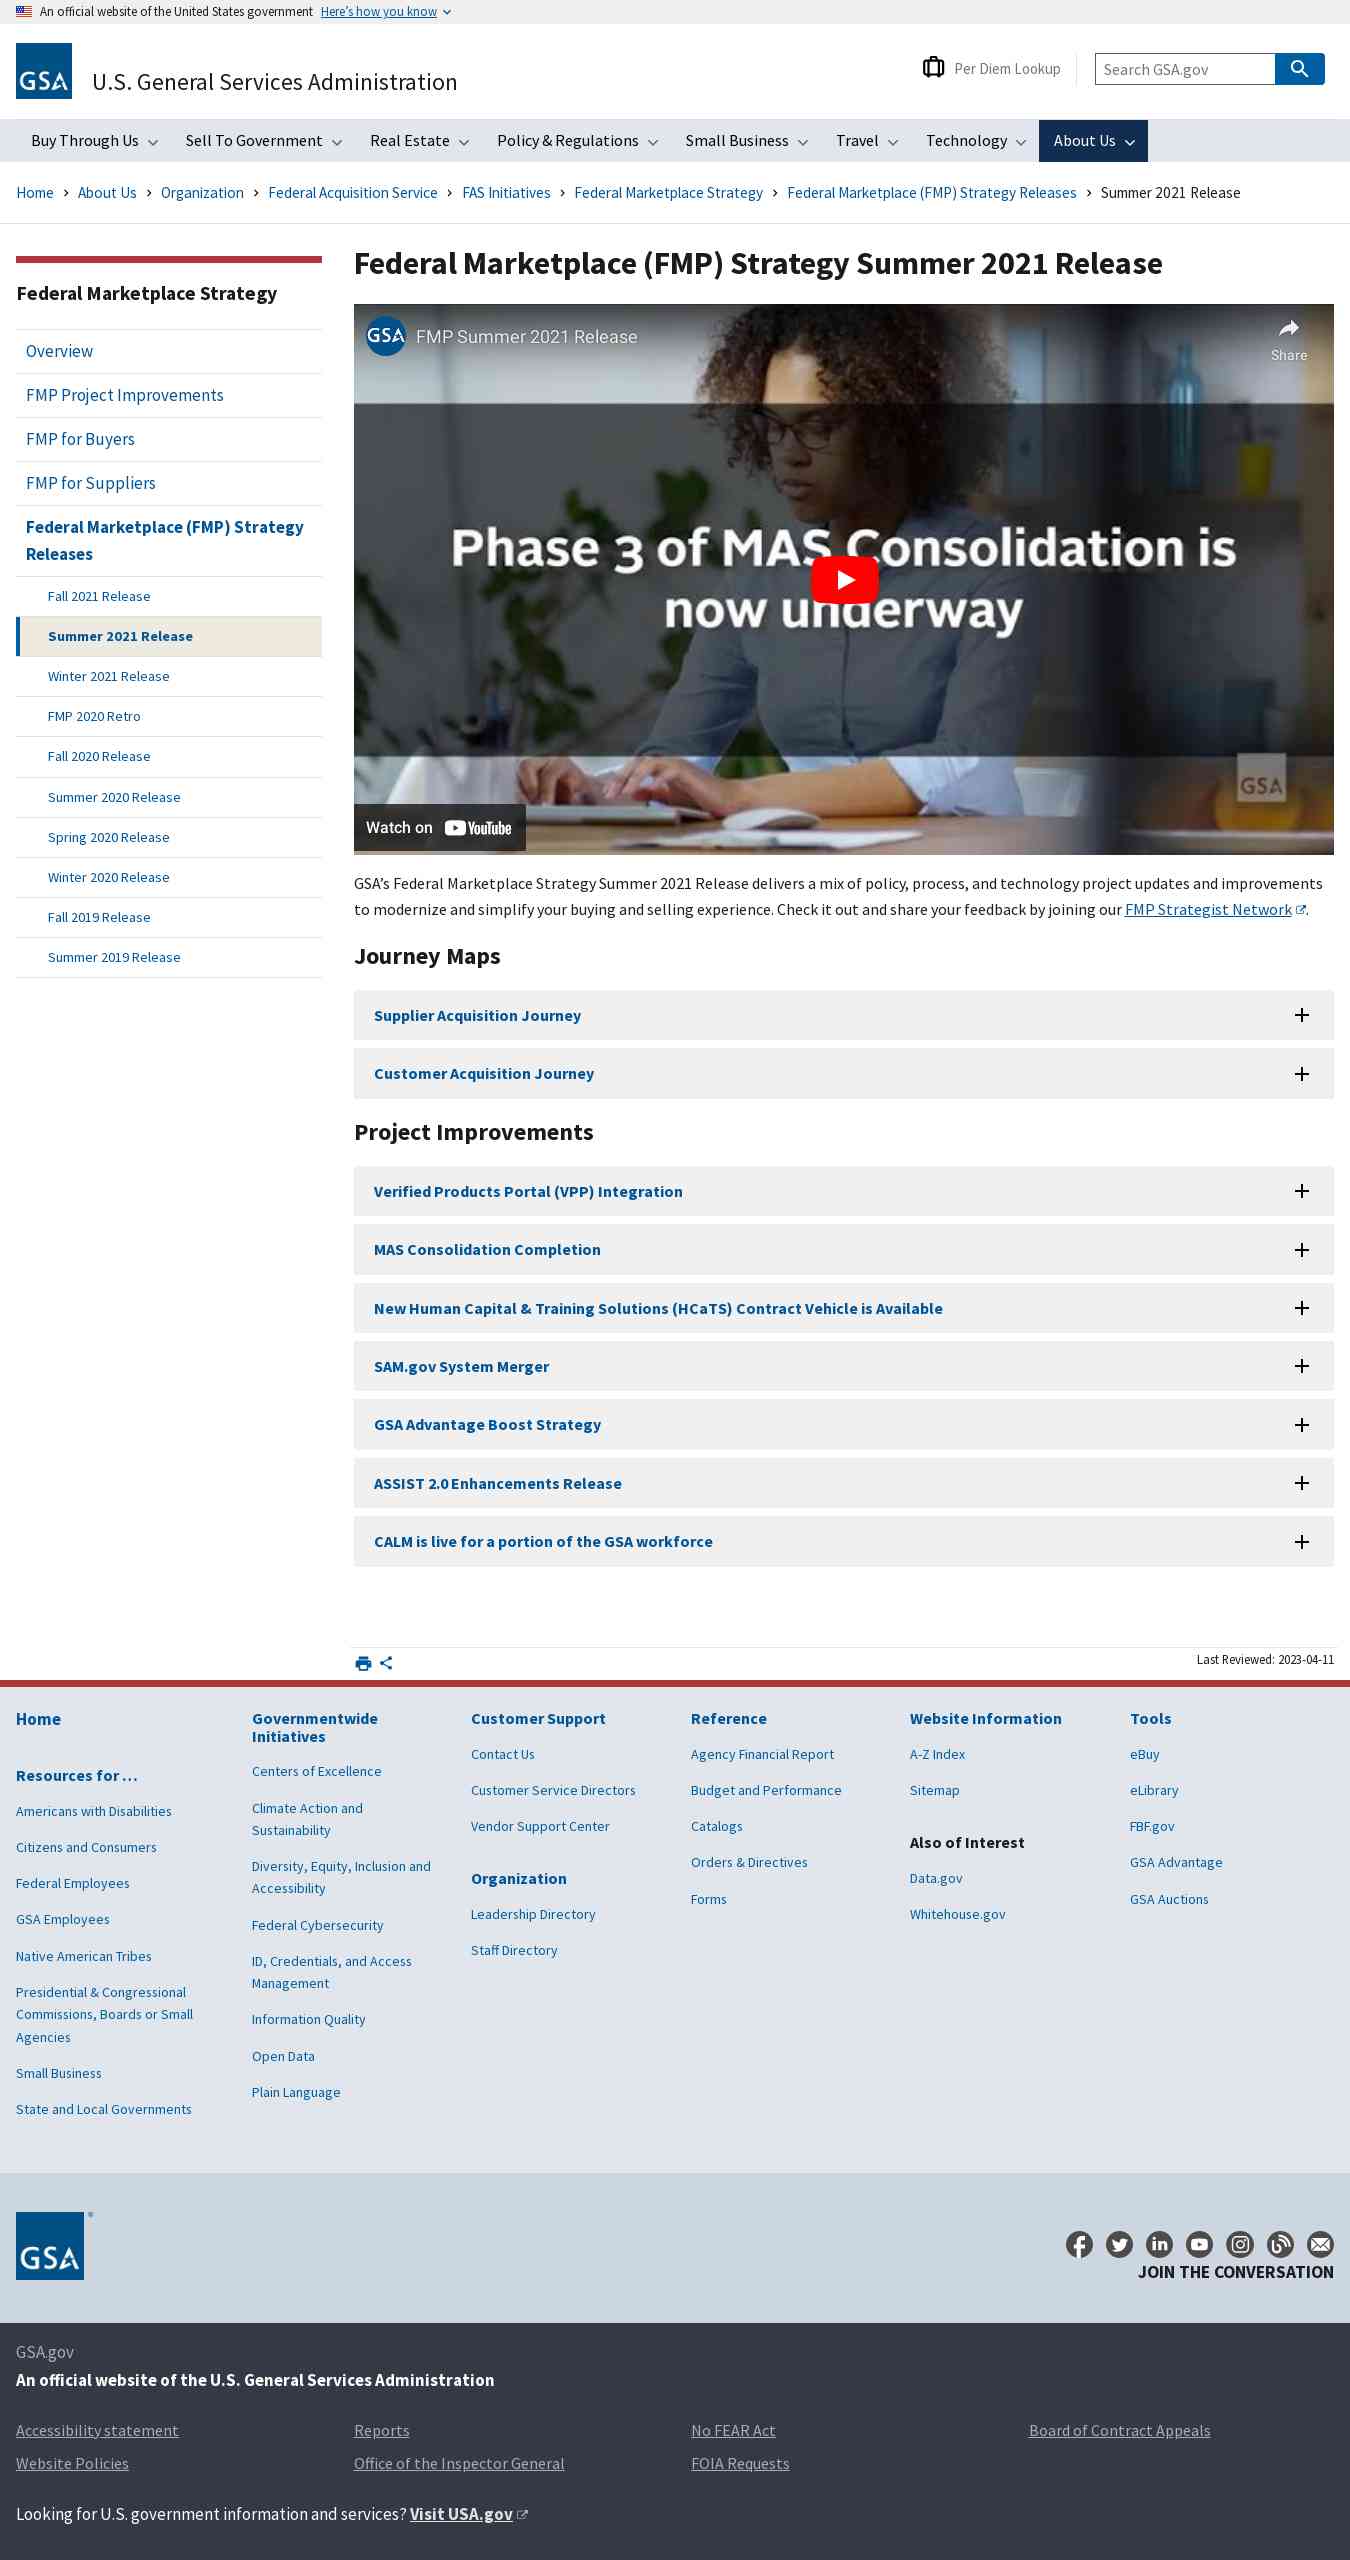 An official website of the United States government Here's how you know
GSA
U.S. General Services Administration
Per Diem Lookup
Search GSA.gov
Buy Through Us
Sell To Government
Real Estate
Policy & Regulations
Small Business
Travel
Technology
About Us
Home
About Us
Organization
Federal Acquisition Service
FAS Initiatives
Federal Marketplace Strategy
Federal Marketplace (FMP) Strategy Releases
Summer 2021 Release
Federal Marketplace Strategy
Overview
FMP Project Improvements
FMP for Buyers
FMP for Suppliers
Federal Marketplace (FMP) Strategy
Releases
Fall 2021 Release
Summer 2021 Release
Winter 2021 Release
FMP 2020 Retro
Fall 2020 Release
Summer 2020 Release
Spring 2020 Release
Winter 2020 Release
Fall 2019 Release
Summer 2019 Release
Federal Marketplace (FMP) Strategy Summer 2021 Release
GSA
FMP Summer 2021 Release
Share
Phase 3 of MAS Consolidation is
now underway
GSA
Watch on YouTube
GSA’s Federal Marketplace Strategy Summer 2021 Release delivers a mix of policy, process, and technology project updates and improvements
to modernize and simplify your buying and selling experience. Check it out and share your feedback by joining our FMP Strategist Network.
Journey Maps
Supplier Acquisition Journey
Customer Acquisition Journey
Project Improvements
Verified Products Portal (VPP) Integration
MAS Consolidation Completion
New Human Capital & Training Solutions (HCaTS) Contract Vehicle is Available
SAM.gov System Merger
GSA Advantage Boost Strategy
ASSIST 2.0 Enhancements Release
CALM is live for a portion of the GSA workforce
Last Reviewed: 2023-04-11
Home
Resources for …
Americans with Disabilities
Citizens and Consumers
Federal Employees
GSA Employees
Native American Tribes
Presidential & Congressional
Commissions, Boards or Small
Agencies
Small Business
State and Local Governments
Governmentwide
Initiatives
Centers of Excellence
Climate Action and
Sustainability
Diversity, Equity, Inclusion and
Accessibility
Federal Cybersecurity
ID, Credentials, and Access
Management
Information Quality
Open Data
Plain Language
Customer Support
Contact Us
Customer Service Directors
Vendor Support Center
Organization
Leadership Directory
Staff Directory
Reference
Agency Financial Report
Budget and Performance
Catalogs
Orders & Directives
Forms
Website Information
A-Z Index
Sitemap
Also of Interest
Data.gov
Whitehouse.gov
Tools
eBuy
eLibrary
FBF.gov
GSA Advantage
GSA Auctions
GSA
JOIN THE CONVERSATION
GSA.gov
An official website of the U.S. General Services Administration
Accessibility statement
Reports
No FEAR Act
Board of Contract Appeals
Website Policies
Office of the Inspector General
FOIA Requests
Looking for U.S. government information and services? Visit USA.gov